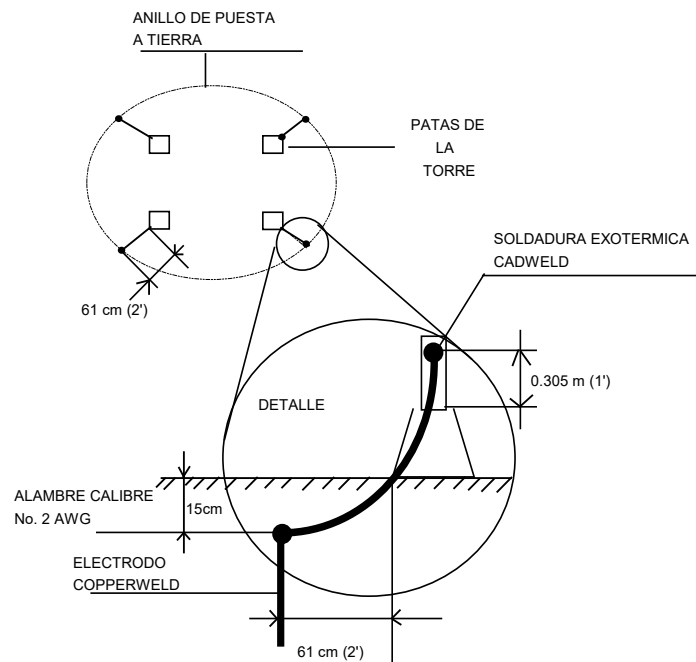 ANILLO DE PUESTA
A TIERRA
PATAS DE
LA
TORRE
SOLDADURA EXOTERMICA
CADWELD
61 cm (2')
0.305 m (1')
DETALLE
ALAMBRE CALIBRE
No. 2 AWG
15cm
ELECTRODO
COPPERWELD
61 cm (2')